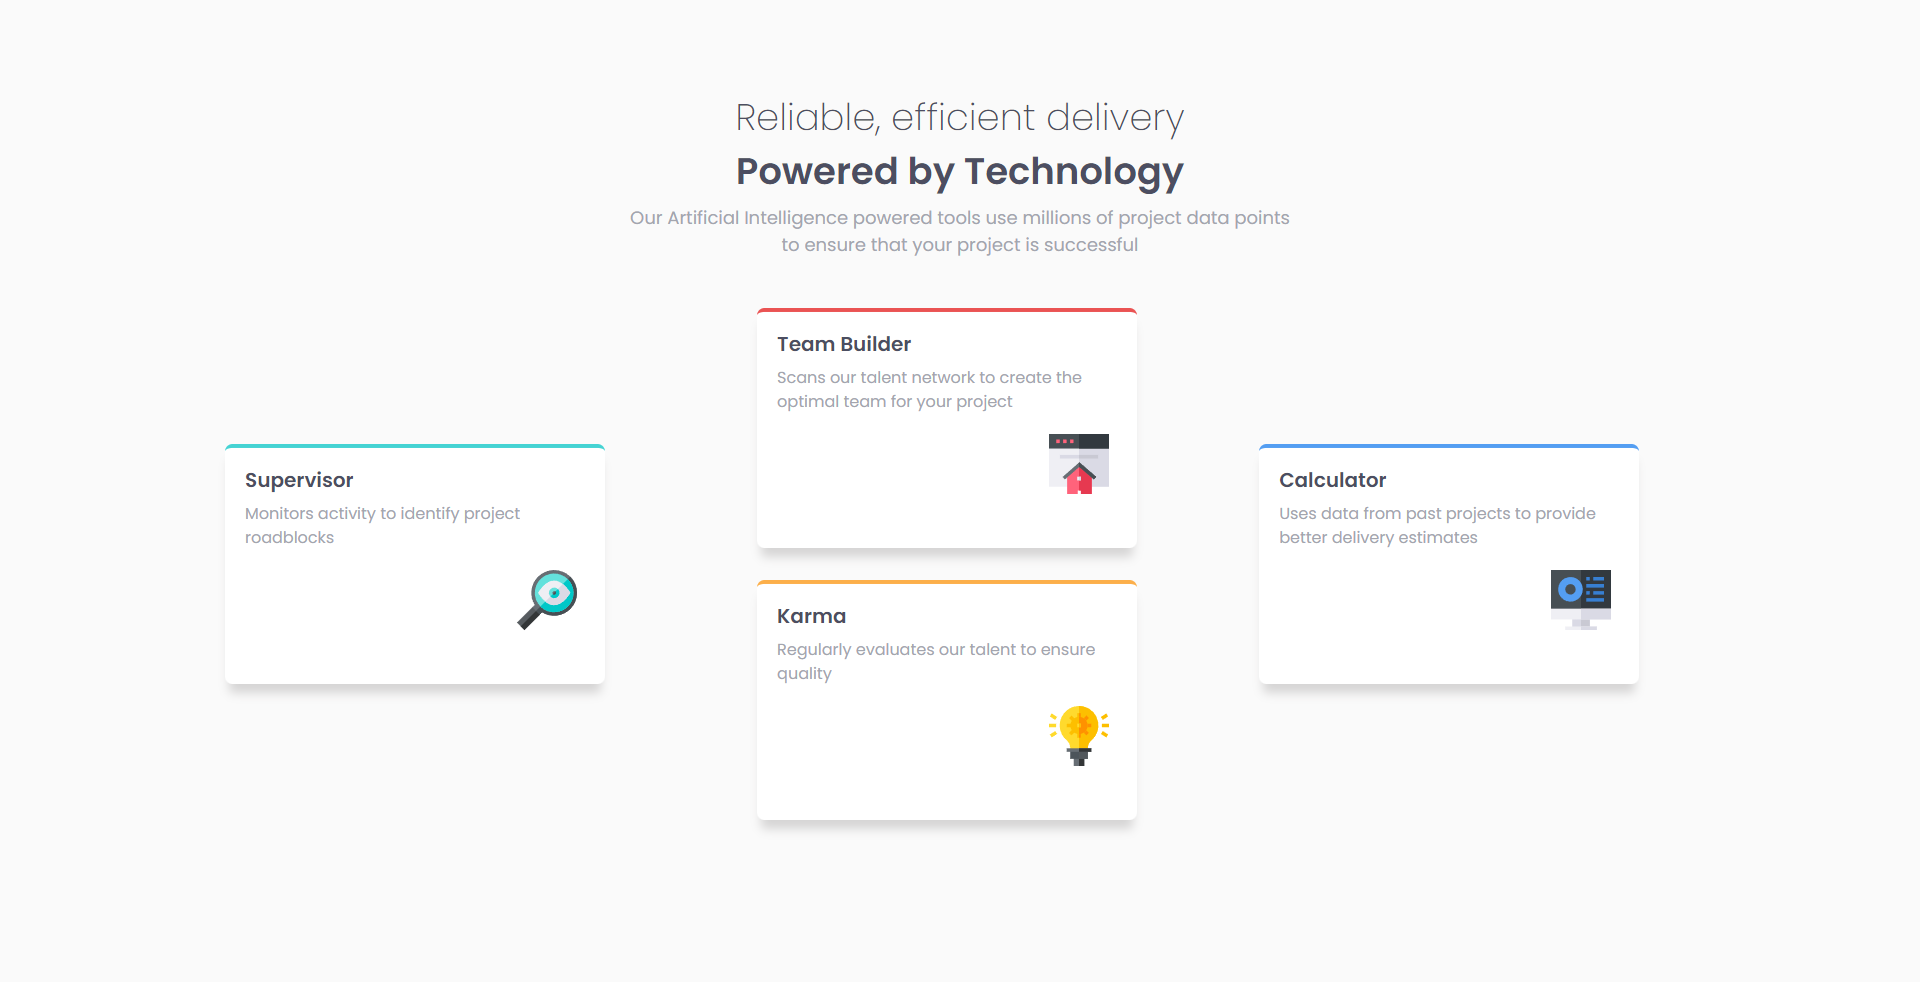 Reliable, efficient delivery
Powered by Technology
Our Artificial Intelligence powered tools use millions of project data points
to ensure that your project is successful
Supervisor
Monitors activity to identify project
roadblocks
Team Builder
Scans our talent network to create the
optimal team for your project
Karma
Regularly evaluates our talent to ensure
quality
Calculator
Uses data from past projects to provide
better delivery estimates